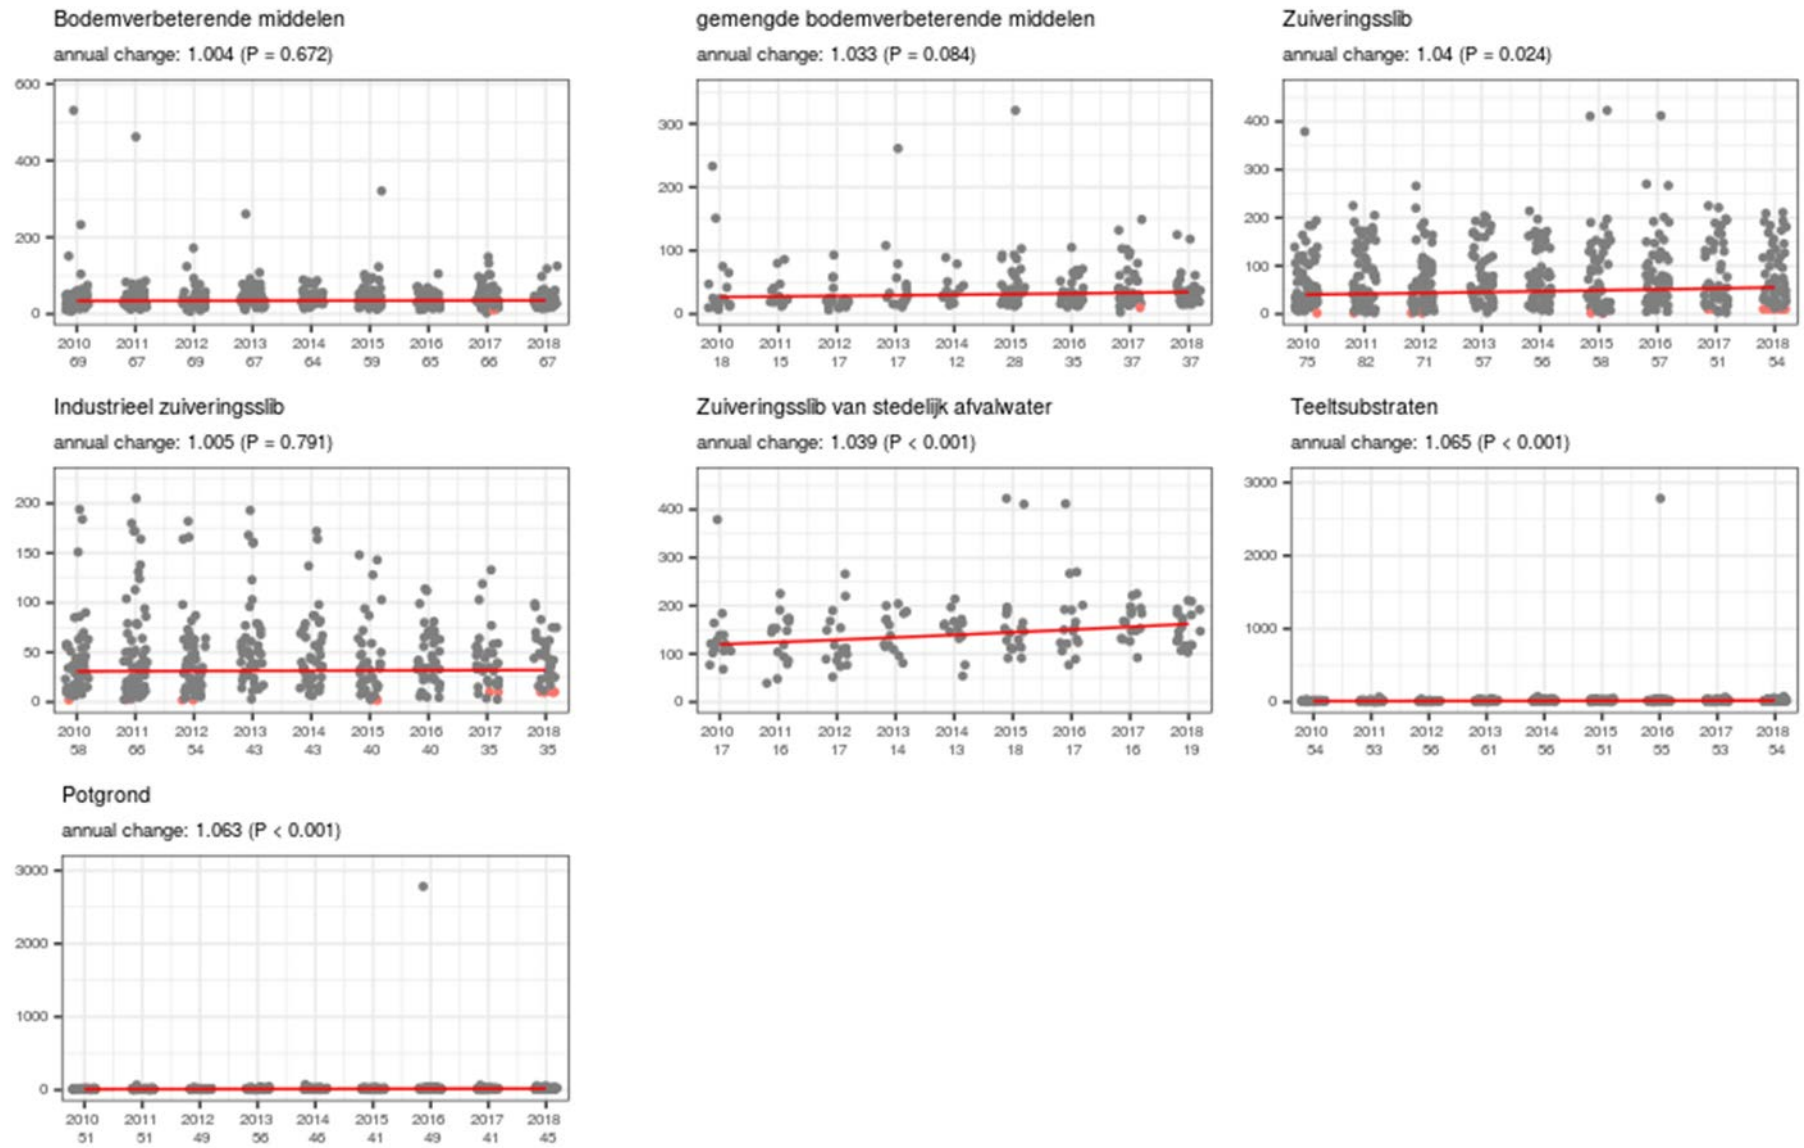 Bodemverbeterende middelen
annual change: 1.004 (P = 0.672)
600
400
200
0
2010 2011 2012 2013 2014 2015 2016 2017 2018
69 67 69 67 64 59 65 66 67
gemengde bodemverbeterende middelen
annual change: 1.033 (P = 0.084)
300
200
100
0
2010 2011 2012 2013 2014 2015 2016 2017 2018
18 15 17 17 12 28 35 37 37
Zuiveringsslib
annual change: 1.04 (P = 0.024)
400
300
200
100
0
2010 2011 2012 2013 2014 2015 2016 2017 2018
75 82 71 57 56 58 57 51 54
Industrieel zuiveringsslib
annual change: 1.005 (P = 0.791)
200
150
100
50
0
2010 2011 2012 2013 2014 2015 2016 2017 2018
58 66 54 43 43 40 40 35 35
Zuiveringsslib van stedelijk afvalwater
annual change: 1.039 (P < 0.001)
400
300
200
100
0
2010 2011 2012 2013 2014 2015 2016 2017 2018
17 16 17 14 13 18 17 16 19
Teeltsubstraten
annual change: 1.065 (P < 0.001)
3000
2000
1000
0
2010 2011 2012 2013 2014 2015 2016 2017 2018
54 53 56 61 56 51 55 53 54
Potgrond
annual change: 1.063 (P < 0.001)
3000
2000
1000
0
2010 2011 2012 2013 2014 2015 2016 2017 2018
51 51 49 56 46 41 49 41 45